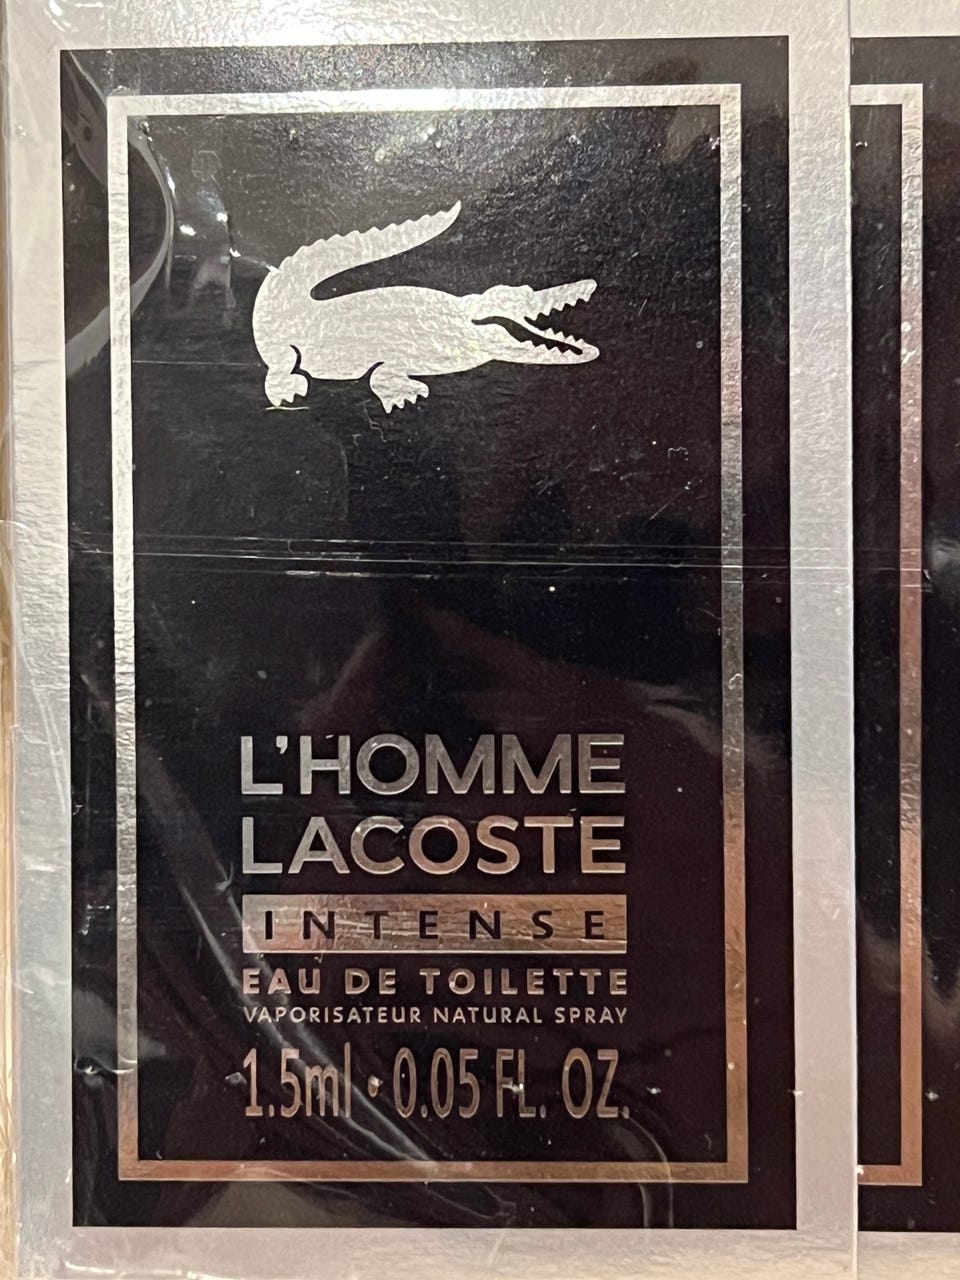 L'HOMME
LACOSTE
INTENSE
EAU DE TOILETTE
VAPORISATEUR NATURAL SPRAY
1.5ml • 0.05 FL. OZ.